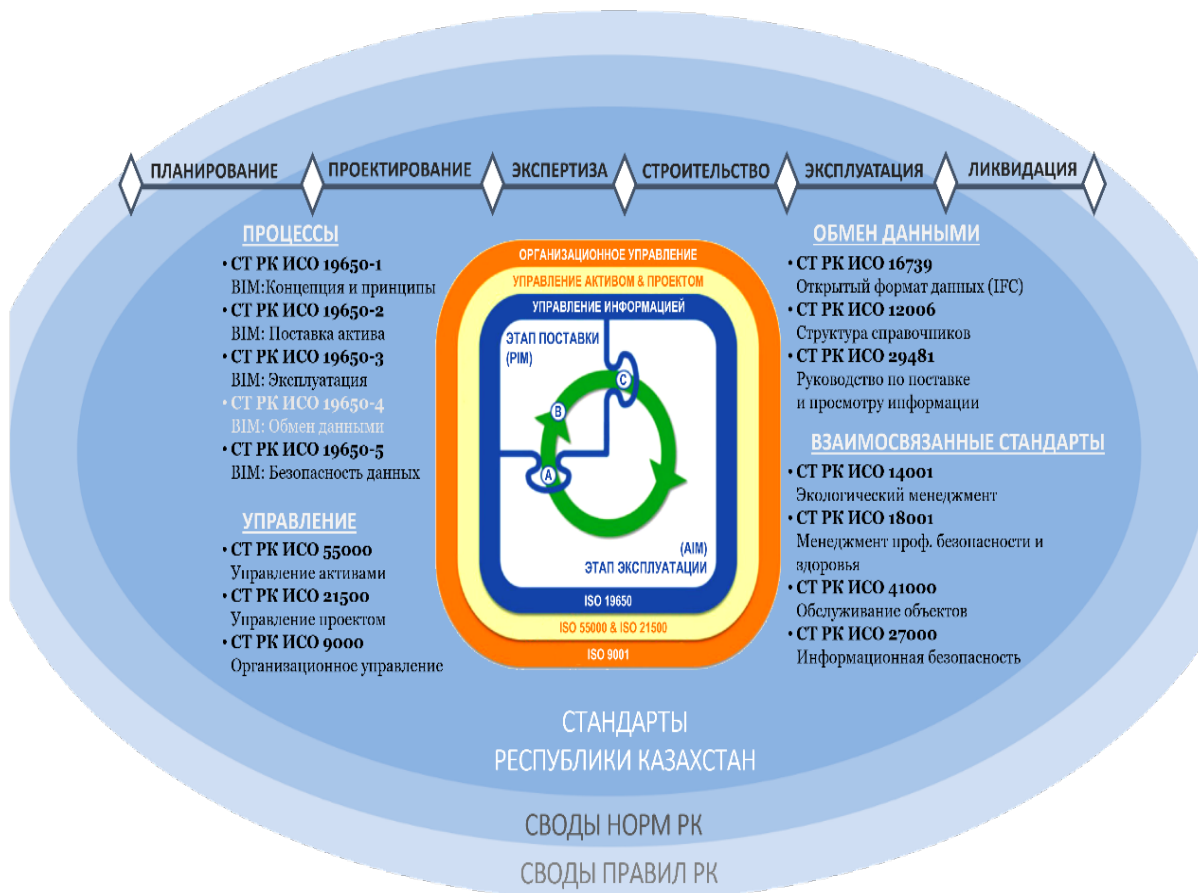 ПЛАНИРОВАНИЕ
ПРОЕКТИРОВАНИЕ
ЭКСПЕРТИЗА
СТРОИТЕЛЬСТВО
ЭКСПЛУАТАЦИЯ
ЛИКВИДАЦИЯ
ПРОЦЕССЫ
• СТ РК ИСО 19650-1
BIM:Концепция и принципы
• СТ РК ИСО 19650-2
BIM: Поставка актива
• СТ РК ИСО 19650-3
BIM: Эксплуатация
• СТ РК ИСО 19650-4
BIM: Обмен данными
• СТ РК ИСО 19650-5
BIM: Безопасность данных
УПРАВЛЕНИЕ
• СТ РК ИСО 55000
Управление активами
• СТ РК ИСО 21500
Управление проектом
• СТ РК ИСО 9000
Организационное управление
ОРГАНИЗАЦИОННОЕ УПРАВЛЕНИЕ
УПРАВЛЕНИЕ АКТИВОМ & ПРОЕКТОМ
УПРАВЛЕНИЕ ИНФОРМАЦИЕЙ
ЭТАП ПОСТАВКИ
(PIM)
C
B
A
(AIM)
ЭТАП ЭКСПЛУАТАЦИИ
ISO 19650
ISO 55000 & ISO 21500
ISO 9001
ОБМЕН ДАННЫМИ
• СТ РК ИСО 16739
Открытый формат данных (IFC)
• СТ РК ИСО 12006
Структура справочников
• СТ РК ИСО 29481
Руководство по поставке
и просмотру информации
ВЗАИМОСВЯЗАННЫЕ СТАНДАРТЫ
• СТ РК ИСО 14001
Экологический менеджмент
• СТ РК ИСО 18001
Менеджмент проф. безопасности и
здоровья
• СТ РК ИСО 41000
Обслуживание объектов
• СТ РК ИСО 27000
Информационная безопасность
СТАНДАРТЫ
РЕСПУБЛИКИ КАЗАХСТАН
СВОДЫ НОРМ РК
СВОДЫ ПРАВИЛ РК